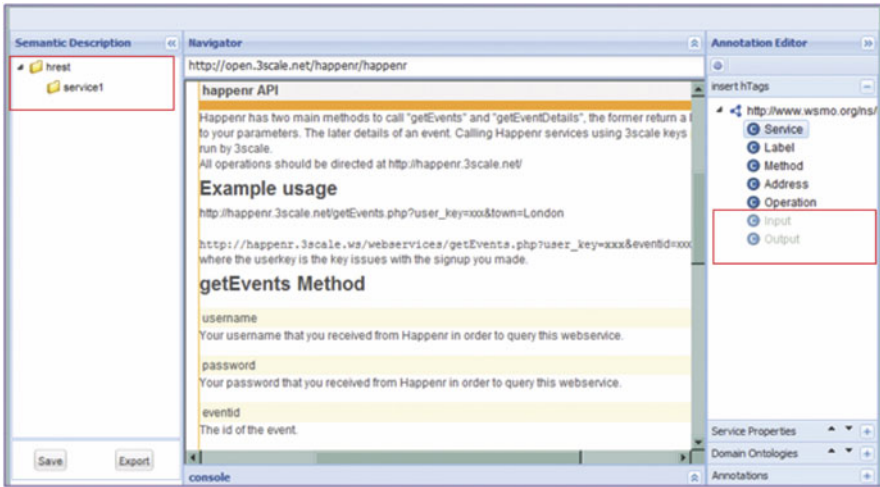 Semantic Description
hrest
service1
Save Export
Navigator
http://open.3scale.net/happenr/happenr
happenr API
Happenr has two main methods to call "getEvents" and "getEventDetails", the former return a l
to your parameters. The later details of an event. Calling Happenr services using 3scale keys
run by 3scale.
All operations should be directed at http://happenr.3scale.net/
Example usage
http://happenr.3scale.net/getEvents.php?user_key=xxx&town=London
http://happenr.3scale.ws/webservices/getEvents.php?user_key=xxx&eventid=xxx
where the userkey is the key issues with the signup you made.
getEvents Method
username
Your username that you received from Happenr in order to query this webservice.
password
Your password that you received from Happenr in order to query this webservice.
eventid
The id of the event.
console
Annotation Editor
insert hTags
http://www.wsmo.org/ns/
C Service
C Label
C Method
C Address
C Operation
C Input
C Output
Service Properties
Domain Ontologies
Annotations